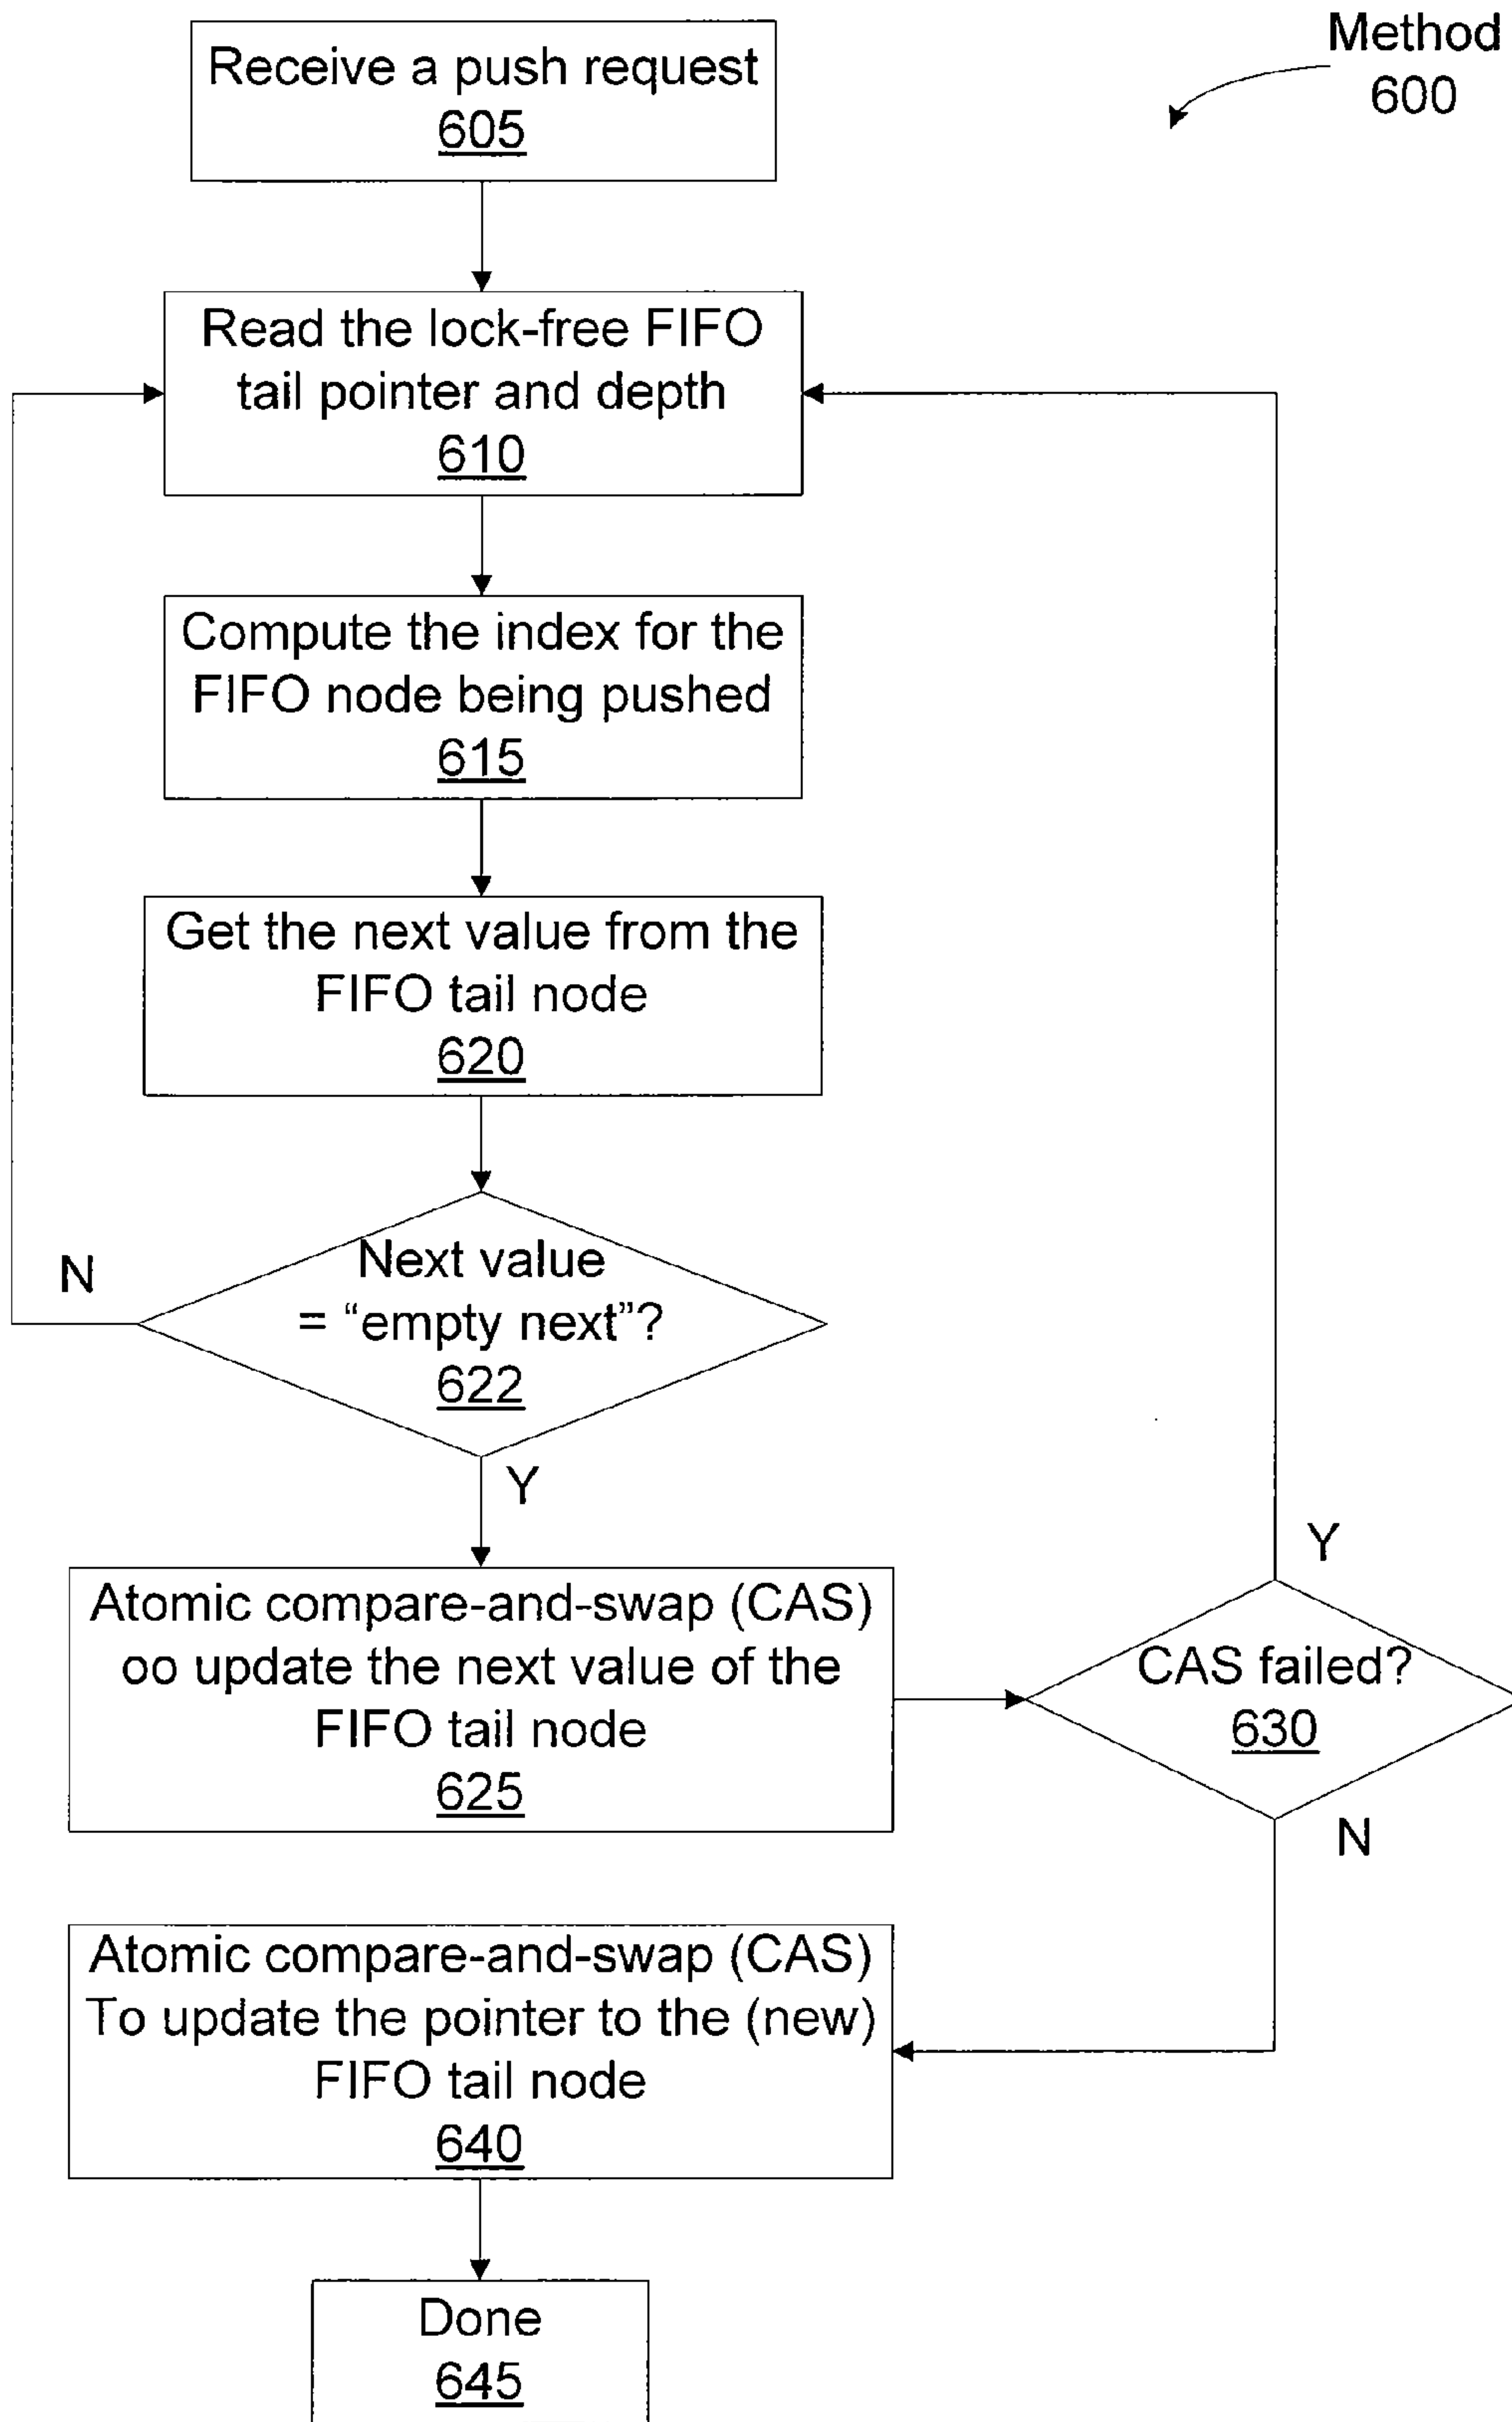 Method
600
Receive a push request
605
Read the lock-free FIFO
tail pointer and depth
610
Compute the index for the
FIFO node being pushed
615
Get the next value from the
FIFO tail node
620
Next value
= “empty next”?
622
N
Y
Atomic compare-and-swap (CAS)
oo update the next value of the
FIFO tail node
625
CAS failed?
630
Y
N
Atomic compare-and-swap (CAS)
To update the pointer to the (new)
FIFO tail node
640
Done
645